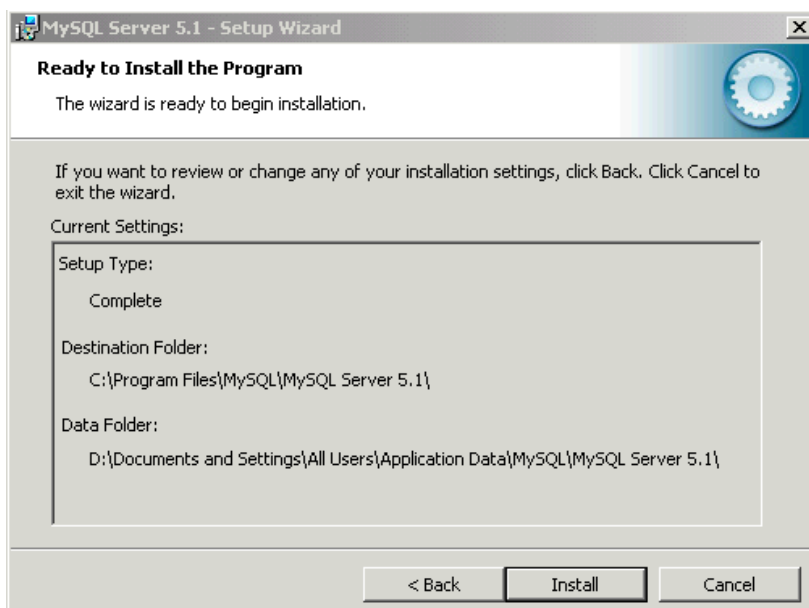 MySQL Server 5.1 - Setup Wizard
Ready to Install the Program
The wizard is ready to begin installation.
If you want to review or change any of your installation settings, click Back. Click Cancel to
exit the wizard.
Current Settings:
Setup Type:
Complete
Destination Folder:
C:\Program Files\MySQL\MySQL Server 5.1\
Data Folder:
D:\Documents and Settings\All Users\Application Data\MySQL\MySQL Server 5.1\
< Back
Install
Cancel